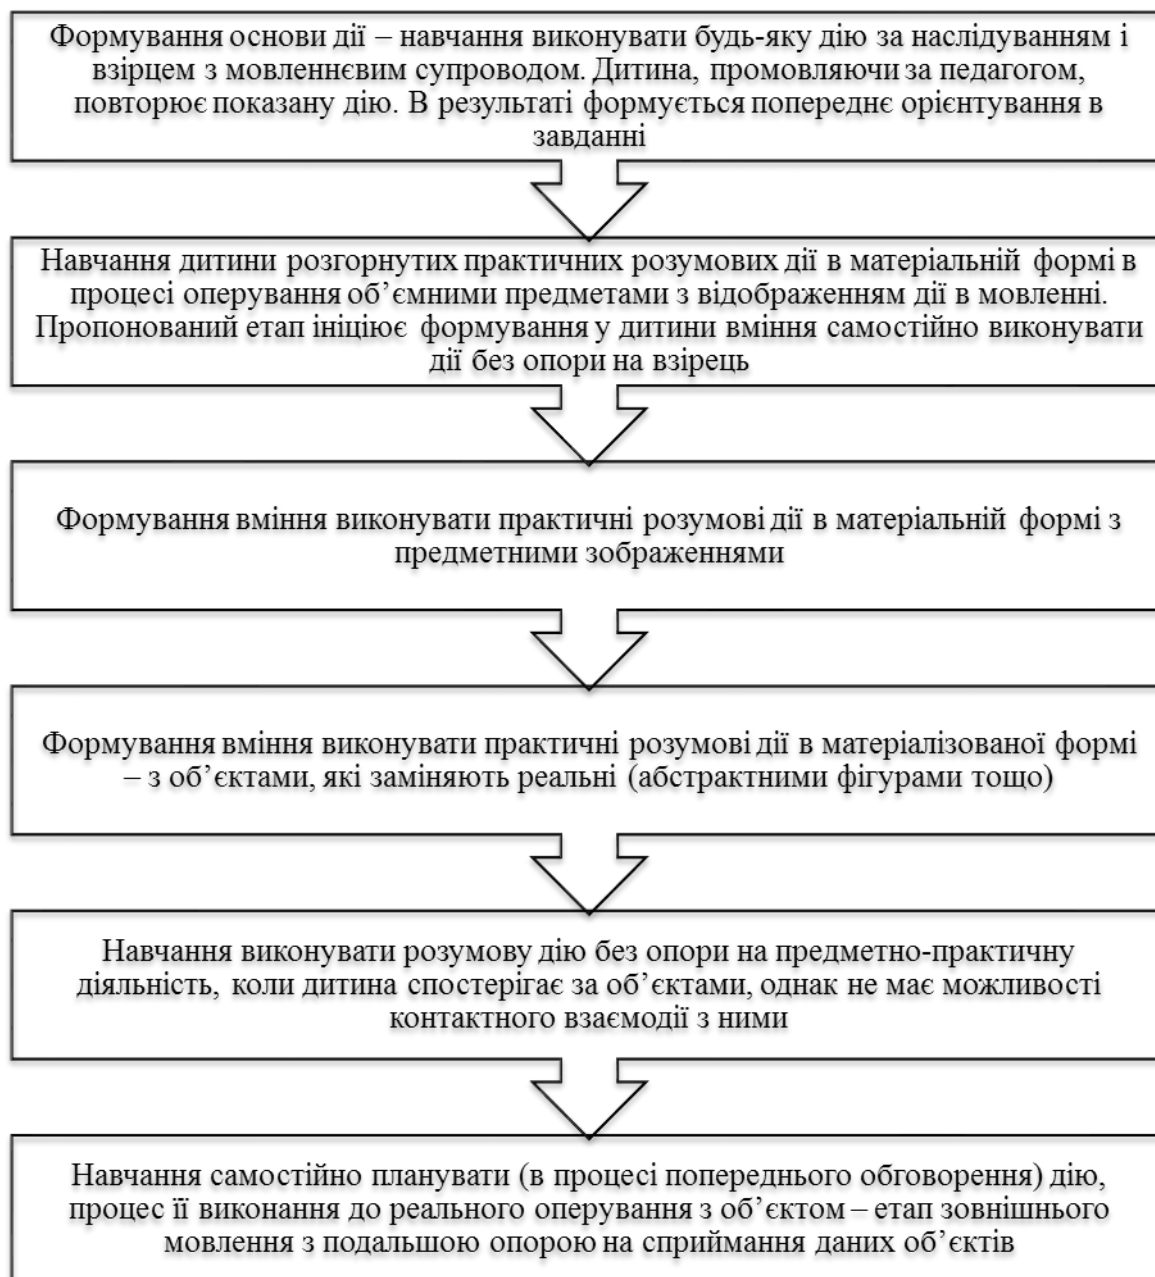 Формування основи дії – навчання виконувати будь-яку дію за наслідуванням і
взірцем з мовленнєвим супроводом. Дитина, промовляючи за педагогом,
повторює показану дію. В результаті формується попереднє орієнтування в
завданні
Навчання дитини розгорнутих практичних розумових дії в матеріальній формі в
процесі оперування об’ємними предметами з відображенням дії в мовленні.
Пропонований етап ініціює формування у дитини вміння самостійно виконувати
дії без опори на взірець
Формування вміння виконувати практичні розумові дії в матеріальній формі з
предметними зображеннями
Формування вміння виконувати практичні розумові дії в матеріалізованої формі
– з об’єктами, які заміняють реальні (абстрактними фігурами тощо)
Навчання виконувати розумову дію без опори на предметно-практичну
діяльність, коли дитина спостерігає за об’єктами, однак не має можливості
контактного взаємодії з ними
Навчання самостійно планувати (в процесі попереднього обговорення) дію,
процес її виконання до реального оперування з об’єктом – етап зовнішнього
мовлення з подальшою опорою на сприймання даних об’єктів